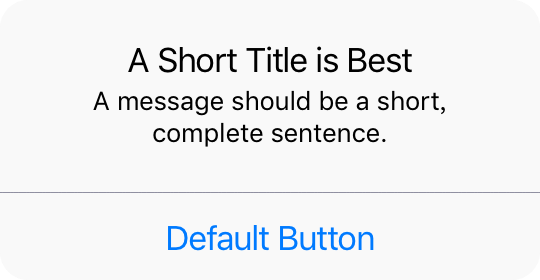 A Short Title is Best
A message should be a short,
complete sentence.
Default Button